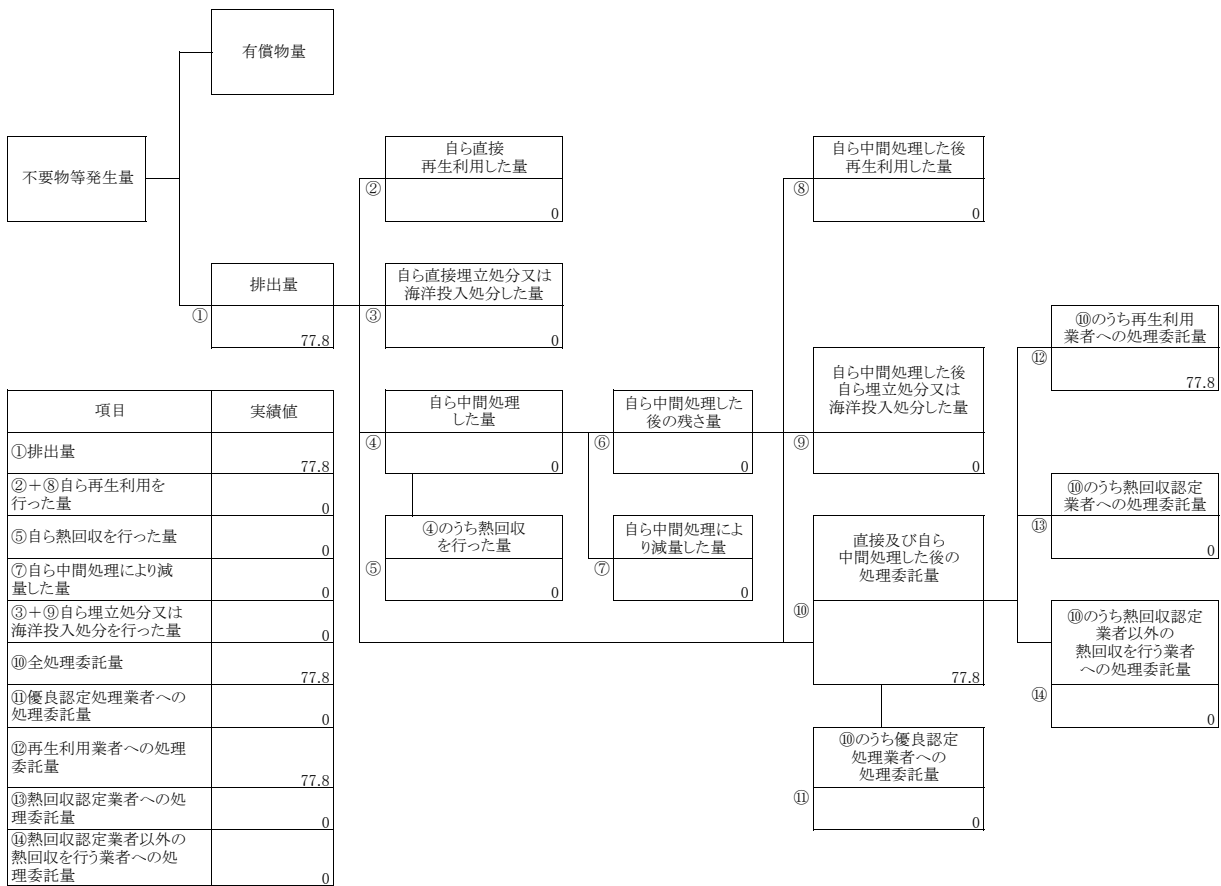 有償物量
不要物等発生量
自ら直接
再生利用した量
②
0
自ら中間処理した後
再生利用した量
⑧
0
排出量
①
77.8
自ら直接埋立処分又は
海洋投入処分した量
③
0
⑩のうち再生利用
業者への処理委託量
⑫
77.8
自ら中間処理
した量
④
0
自ら中間処理した
後の残さ量
⑥
0
自ら中間処理した後
自ら埋立処分又は
海洋投入処分した量
⑨
0
⑩のうち熱回収認定
業者への処理委託量
⑬
0
④のうち熱回収
を行った量
⑤
0
自ら中間処理によ
り減量した量
⑦
0
直接及び自ら
中間処理した後の
処理委託量
⑩
77.8
⑩のうち熱回収認定
業者以外の
熱回収を行う業者
への処理委託量
⑭
0
⑩のうち優良認定
処理業者への
処理委託量
⑪
0
項目 実績値
①排出量
77.8
②+⑧自ら再生利用を
行った量
0
⑤自ら熱回収を行った量
0
⑦自ら中間処理により減
量した量
0
③+⑨自ら埋立処分又は
海洋投入処分を行った量
0
⑩全処理委託量
77.8
⑪優良認定処理業者への
処理委託量
0
⑫再生利用業者への処理
委託量
77.8
⑬熱回収認定業者への処
理委託量
0
⑭熱回収認定業者以外の
熱回収を行う業者への処
理委託量
0